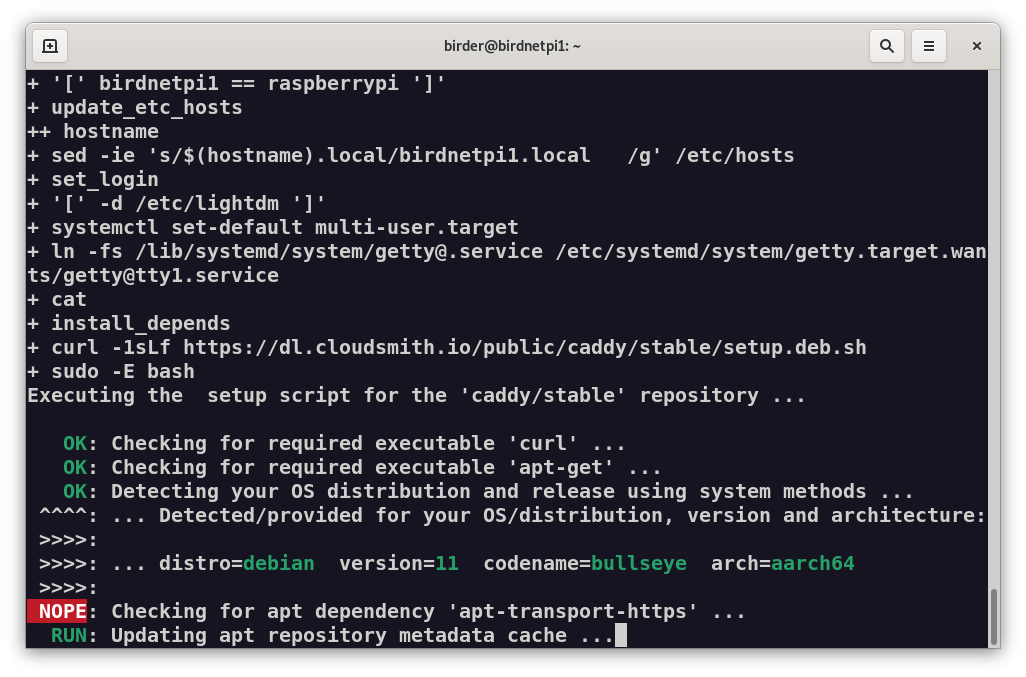 birder@birdnetpi1: ~
+ '[' birdnetpi1 == raspberrypi ']'
+ update_etc_hosts
++ hostname
+ sed -ie 's/$(hostname).local/birdnetpi1.local   /g' /etc/hosts
+ set_login
+ '[' -d /etc/lightdm ']'
+ systemctl set-default multi-user.target
+ ln -fs /lib/systemd/system/getty@.service /etc/systemd/system/getty.target.wan
ts/getty@tty1.service
+ cat
+ install_depends
+ curl -1sLf https://dl.cloudsmith.io/public/caddy/stable/setup.deb.sh
+ sudo -E bash
Executing the  setup script for the 'caddy/stable' repository ...
   OK: Checking for required executable 'curl' ...
   OK: Checking for required executable 'apt-get' ...
   OK: Detecting your OS distribution and release using system methods ...
 ^^^^: ... Detected/provided for your OS/distribution, version and architecture:
 >>>>:
 >>>>: ... distro=debian  version=11  codename=bullseye  arch=aarch64
 >>>>:
 NOPE: Checking for apt dependency 'apt-transport-https' ...
  RUN: Updating apt repository metadata cache ...